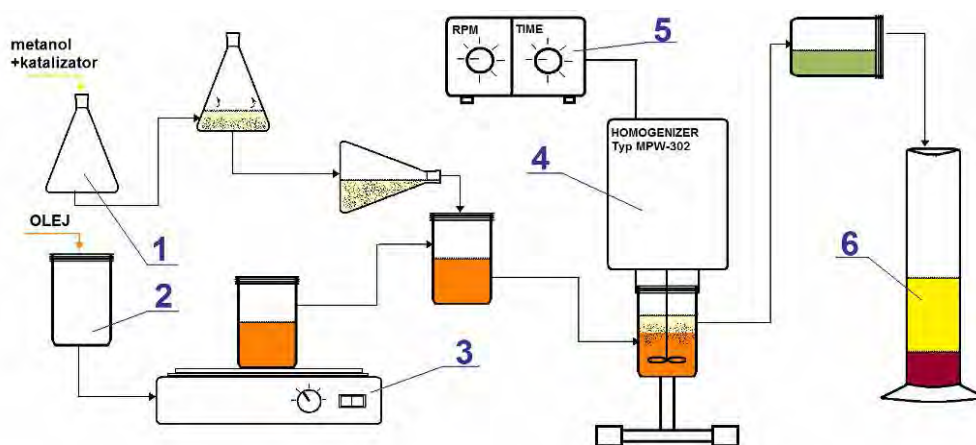 metanol
+katalizator
1
OLEJ
2
3
RPM
TIME
5
HOMOGENIZER
Typ MPW-302
4
6